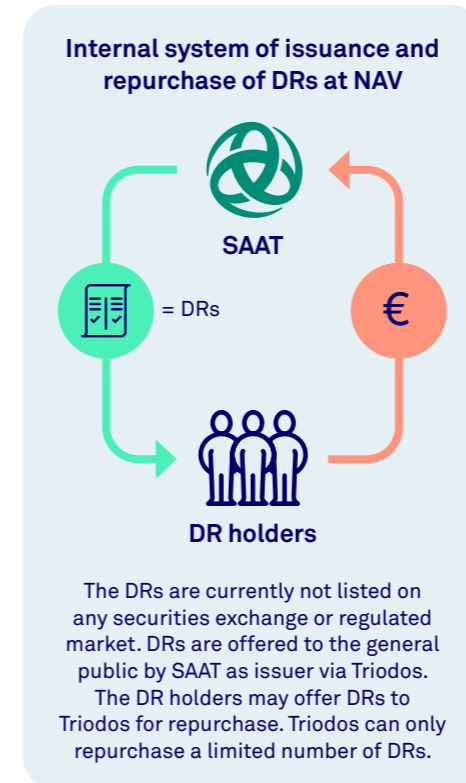 Internal system of issuance and
repurchase of DRs at NAV
SAAT
= DRs
€
DR holders
The DRs are currently not listed on
any securities exchange or regulated
market. DRs are offered to the general
public by SAAT as issuer via Triodos.
The DR holders may offer DRs to
Triodos for repurchase. Triodos can only
repurchase a limited number of DRs.